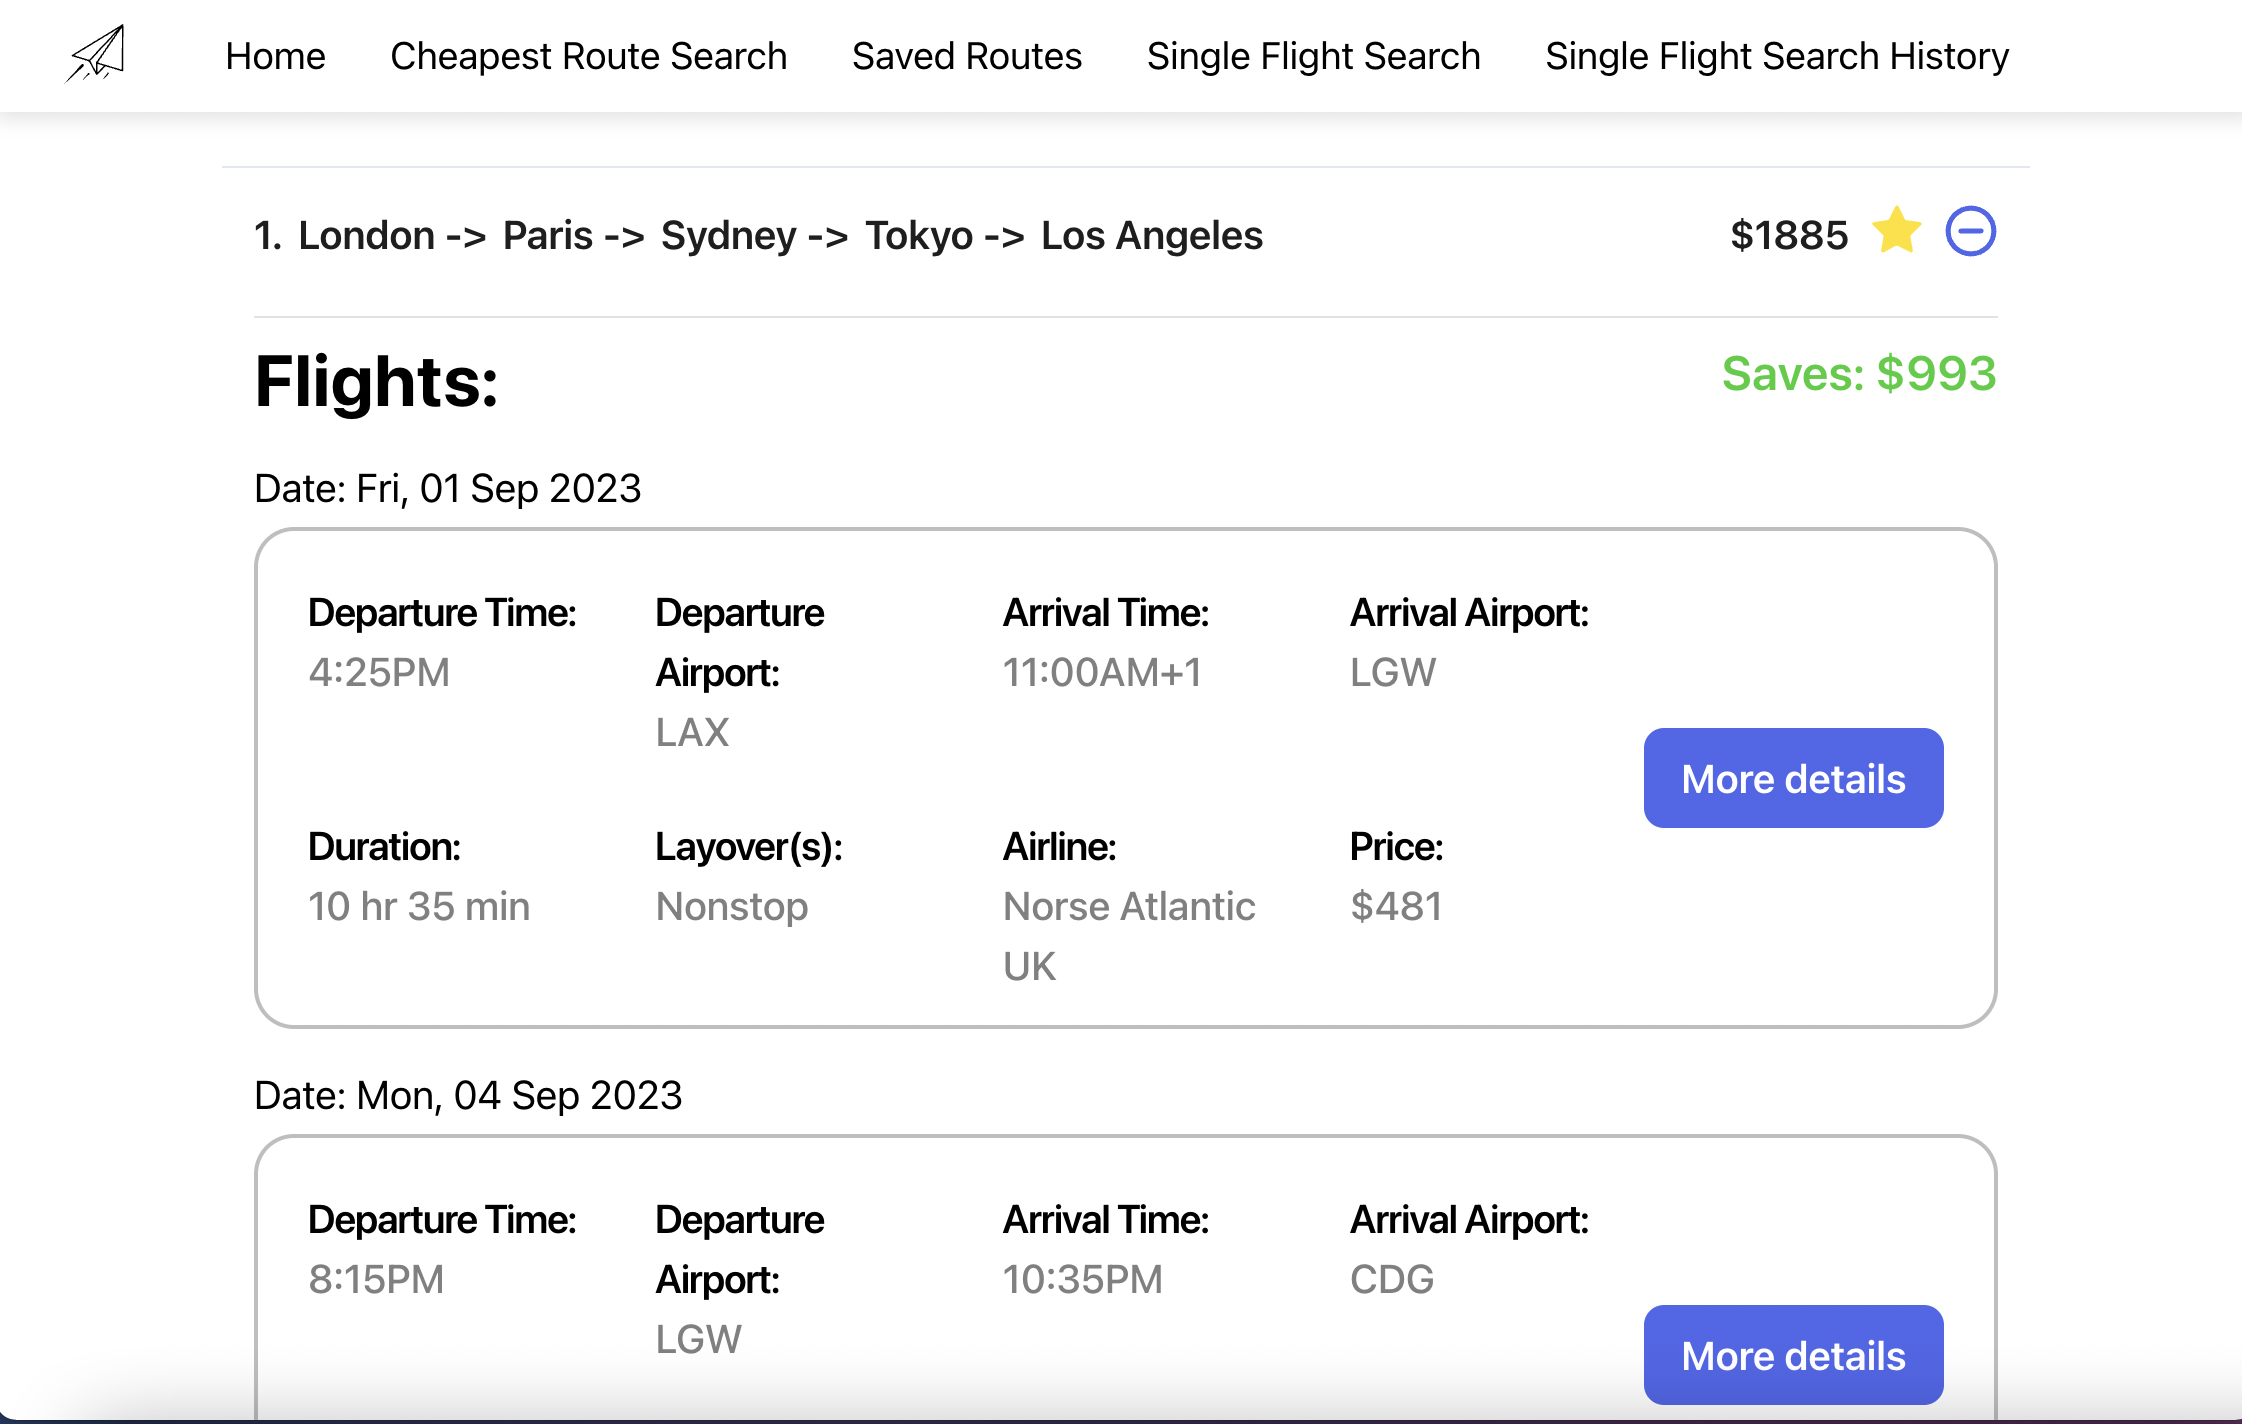 Home Cheapest Route Search Saved Routes Single Flight Search Single Flight Search History
1. London -> Paris -> Sydney -> Tokyo -> Los Angeles $1885
Flights: Saves: $993
Date: Fri, 01 Sep 2023
Departure Time: Departure Arrival Time: Arrival Airport:
4:25PM Airport: 11:00AM+1 LGW
LAX
More details
Duration: Layover(s): Airline: Price:
10 hr 35 min Nonstop Norse Atlantic $481
UK
Date: Mon, 04 Sep 2023
Departure Time: Departure Arrival Time: Arrival Airport:
8:15PM Airport: 10:35PM CDG
LGW
More details